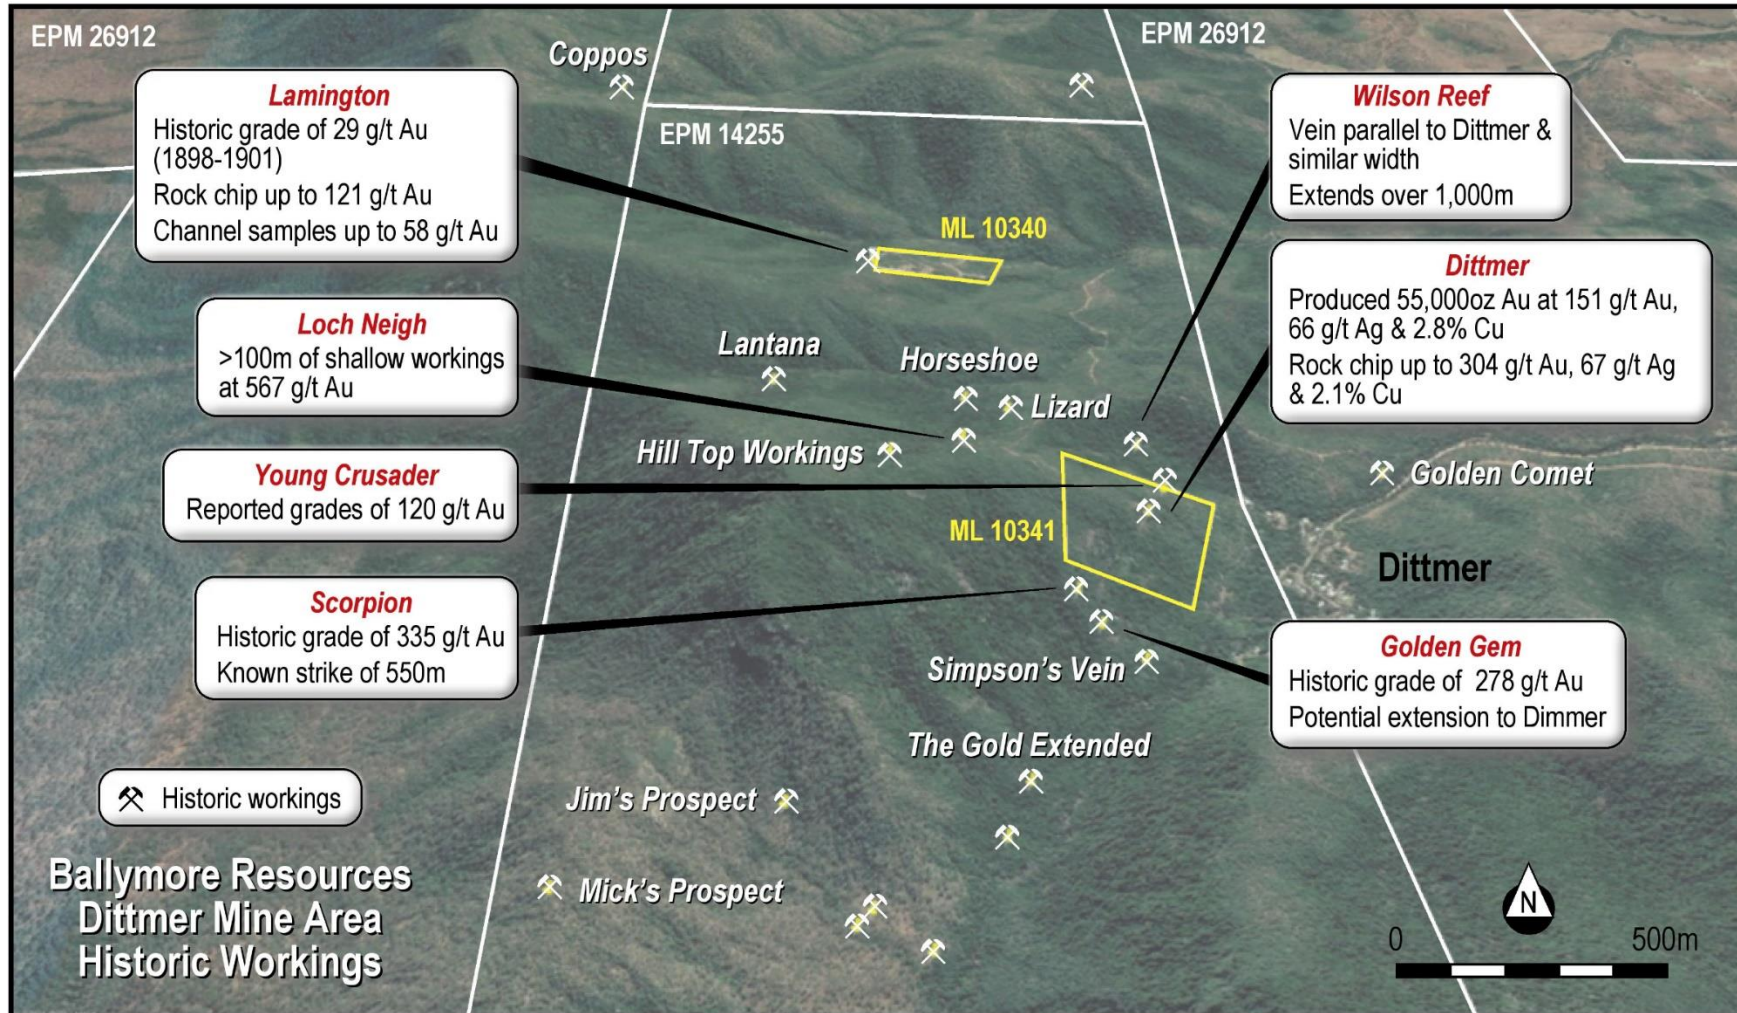 EPM 26912
EPM 26912
Coppos
EPM 14255
Lamington
Historic grade of 29 g/t Au
(1898-1901)
Rock chip up to 121 g/t Au
Channel samples up to 58 g/t Au
Wilson Reef
Vein parallel to Dittmer &
similar width
Extends over 1,000m
ML 10340
Dittmer
Produced 55,000oz Au at 151 g/t Au,
66 g/t Ag & 2.8% Cu
Rock chip up to 304 g/t Au, 67 g/t Ag
& 2.1% Cu
Loch Neigh
>100m of shallow workings
at 567 g/t Au
Lantana
Horseshoe
Lizard
Hill Top Workings
Golden Comet
Young Crusader
Reported grades of 120 g/t Au
ML 10341
Dittmer
Scorpion
Historic grade of 335 g/t Au
Known strike of 550m
Simpson's Vein
Golden Gem
Historic grade of 278 g/t Au
Potential extension to Dimmer
The Gold Extended
Jim's Prospect
Historic workings
Mick's Prospect
Ballymore Resources
Dittmer Mine Area
Historic Workings
N
0 500m